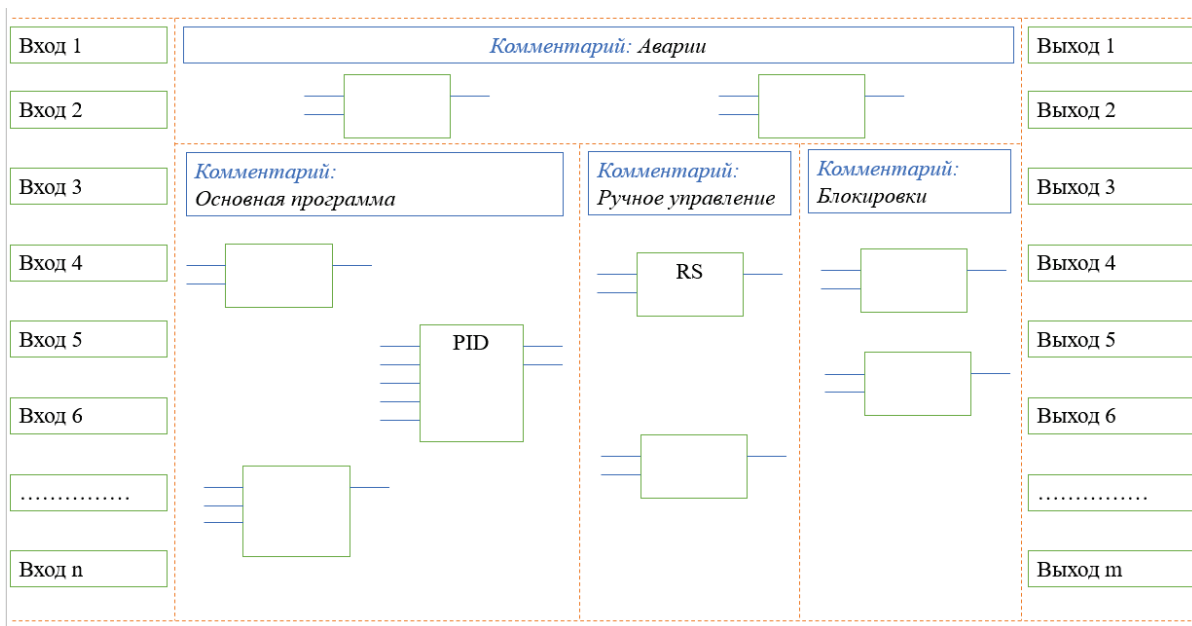 Вход 1
Вход 2
Вход 3
Вход 4
Вход 5
Вход 6
……………
Вход n
Комментарий: Аварии
Комментарий:
Основная программа
PID
Комментарий:
Ручное управление
RS
Комментарий:
Блокировки
Выход 1
Выход 2
Выход 3
Выход 4
Выход 5
Выход 6
……………
Выход m